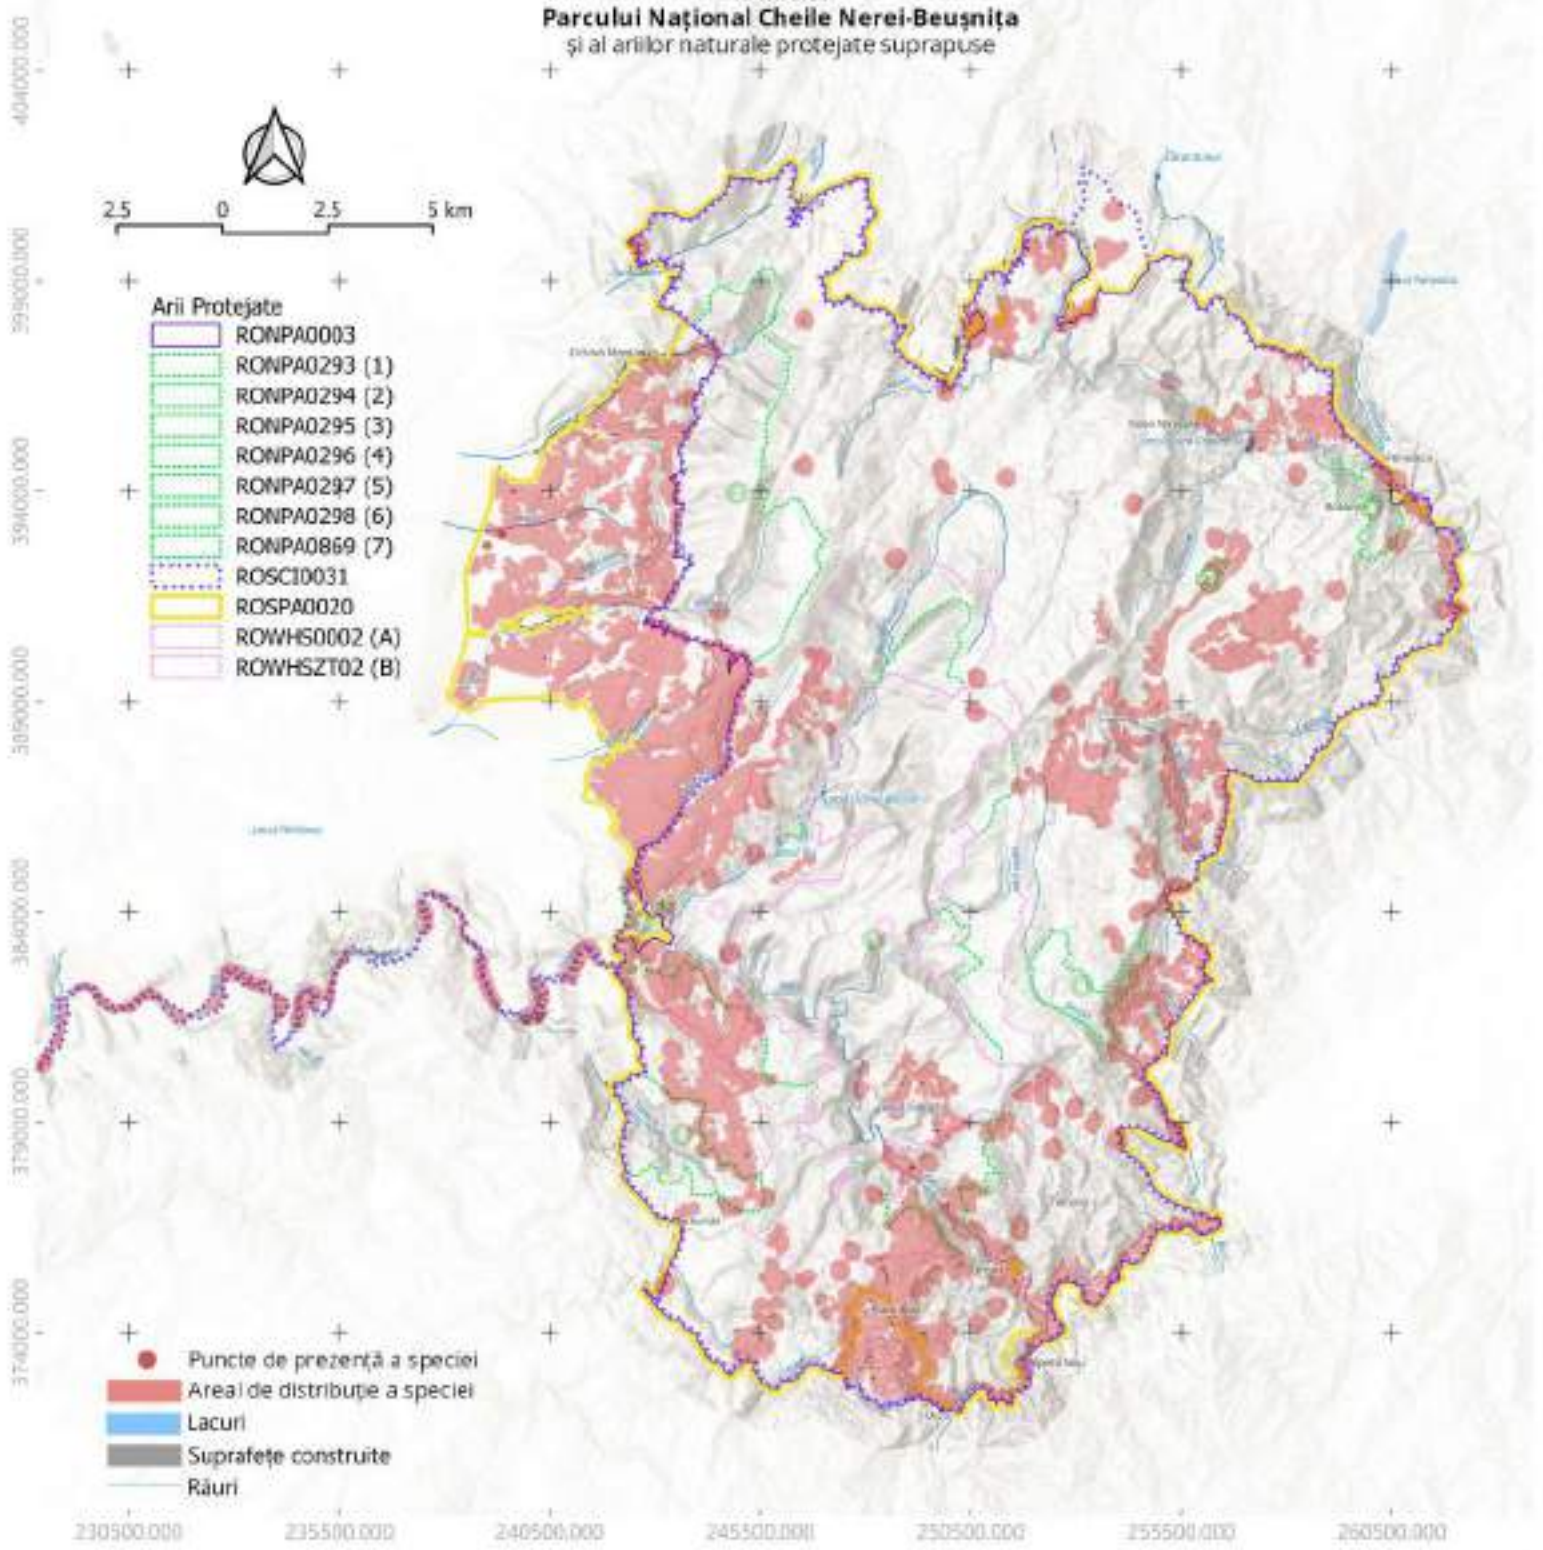 Parcului Național Cheile Nerei-Beușnița
și al ariilor naturale protejate suprapuse
404000.000
399000.000
394000.000
389000.000
384000.000
379000.000
374000.000
2.5 0 2.5 5 km
Arii Protejate
RONPA0003
RONPA0293 (1)
RONPA0294 (2)
RONPA0295 (3)
RONPA0296 (4)
RONPA0297 (5)
RONPA0298 (6)
RONPA0869 (7)
ROSCI0031
ROSPA0020
ROWHS0002 (A)
ROWHSZT02 (B)
Puncte de prezență a speciei
Areal de distribuție a speciei
Lacuri
Suprafețe construite
Râuri
230500.000 235500.000 240500.000 245500.000 250500.000 255500.000 260500.000